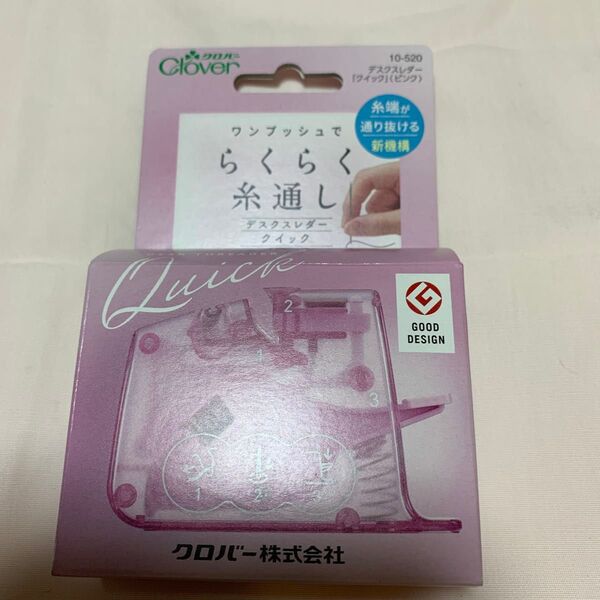 クロバー
Clover
10-520
デスクスレダー
「クイック」(ピンク)
糸端が
通り抜ける
新機構
ワンプッシュで
らくらく
糸通し
デスクスレダー
クイック
Quick
2
1
3
1 2 3
GOOD
DESIGN
クロバー株式会社